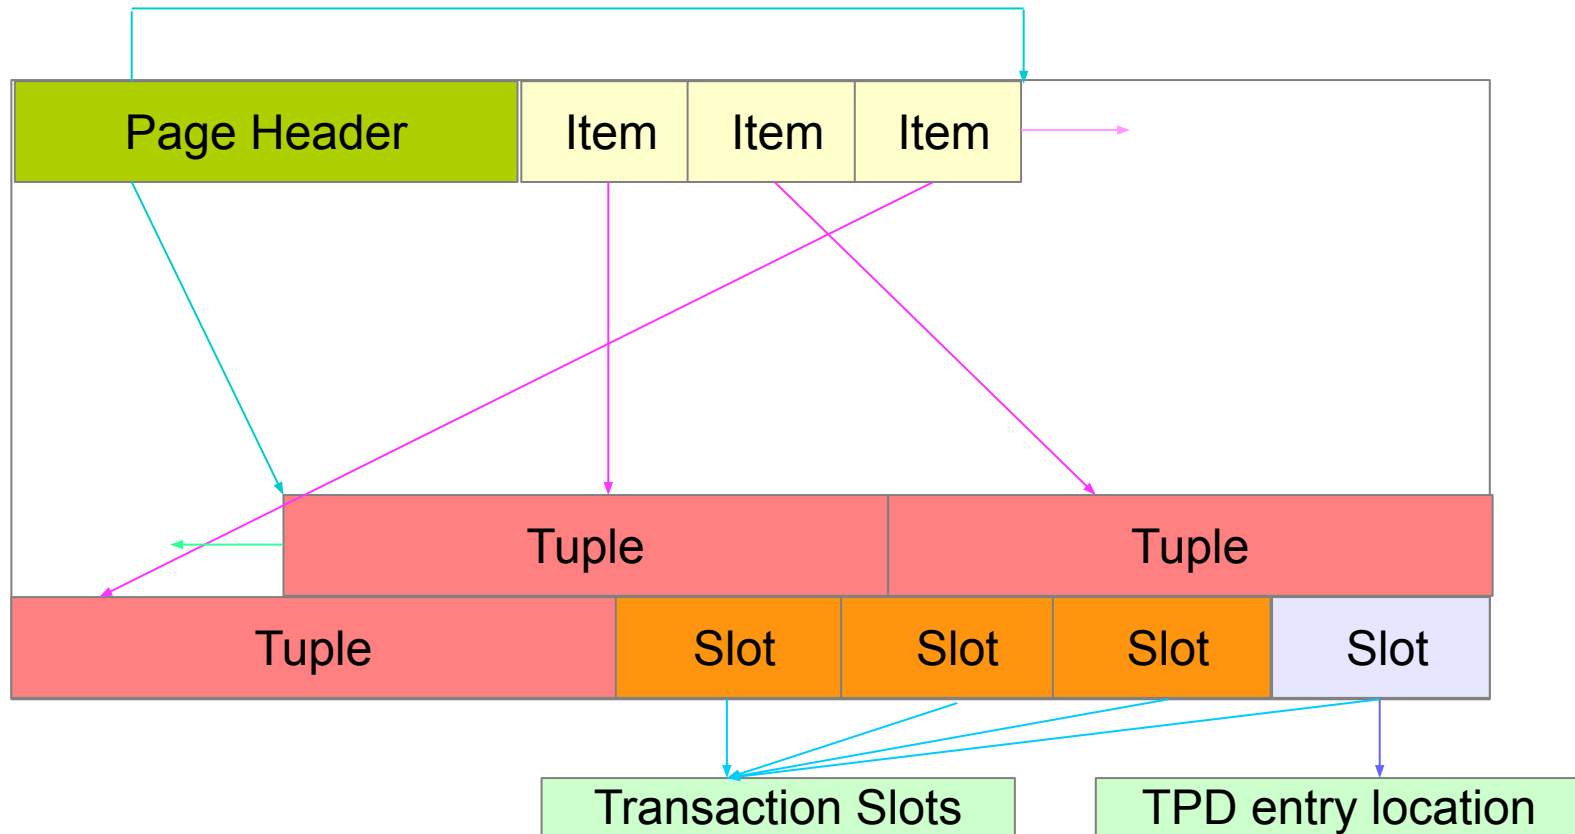 Page Header Item Item Item
Tuple Tuple
Tuple Slot Slot Slot Slot
Transaction Slots TPD entry location